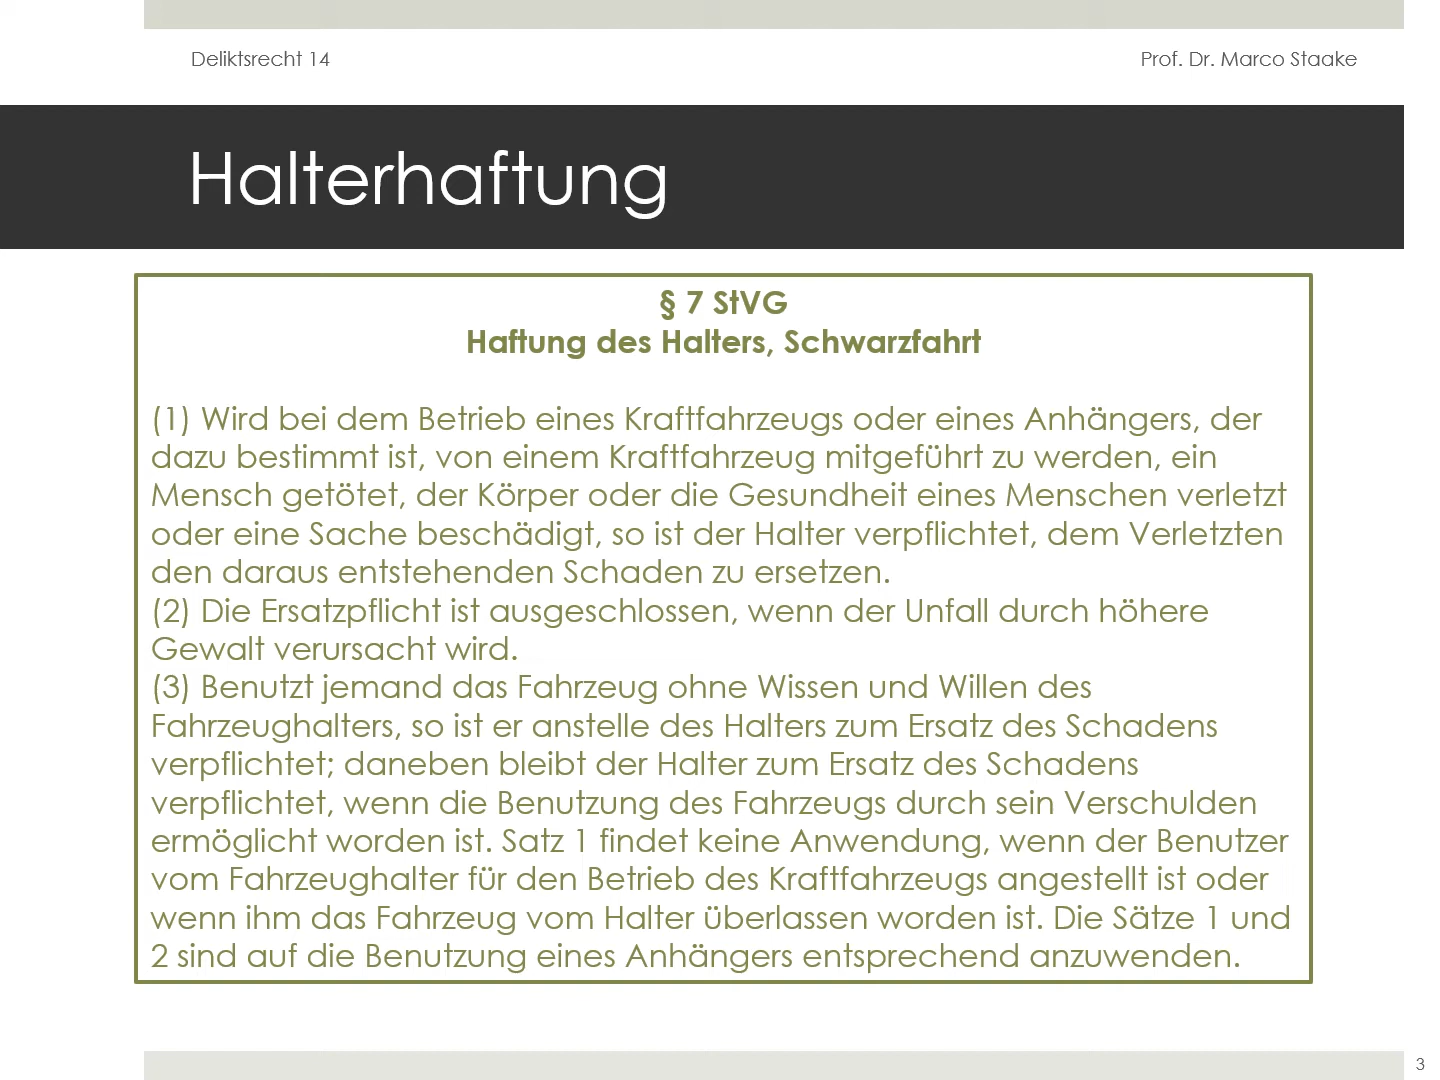 Deliktsrecht 14
Prof. Dr. Marco Staake
Halterhaftung
§ 7 StVG
Haftung des Halters, Schwarzfahrt
(1) Wird bei dem Betrieb eines Kraftfahrzeugs oder eines Anhängers, der
dazu bestimmt ist, von einem Kraftfahrzeug mitgeführt zu werden, ein
Mensch getötet, der Körper oder die Gesundheit eines Menschen verletzt
oder eine Sache beschädigt, so ist der Halter verpflichtet, dem Verletzten
den daraus entstehenden Schaden zu ersetzen.
(2) Die Ersatzpflicht ist ausgeschlossen, wenn der Unfall durch höhere
Gewalt verursacht wird.
(3) Benutzt jemand das Fahrzeug ohne Wissen und Willen des
Fahrzeughalters, so ist er anstelle des Halters zum Ersatz des Schadens
verpflichtet; daneben bleibt der Halter zum Ersatz des Schadens
verpflichtet, wenn die Benutzung des Fahrzeugs durch sein Verschulden
ermöglicht worden ist. Satz 1 findet keine Anwendung, wenn der Benutzer
vom Fahrzeughalter für den Betrieb des Kraftfahrzeugs angestellt ist oder
wenn ihm das Fahrzeug vom Halter überlassen worden ist. Die Sätze 1 und
2 sind auf die Benutzung eines Anhängers entsprechend anzuwenden.
3